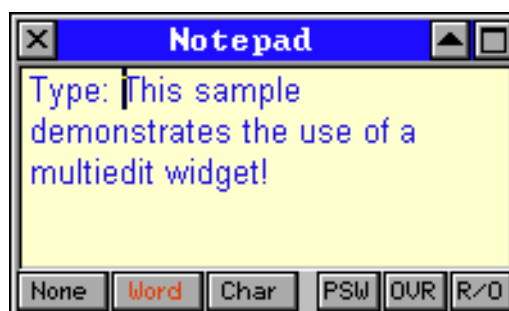 Notepad
Type: This sample
demonstrates the use of a
multiedit widget!
None Word Char PSW OVR R/O